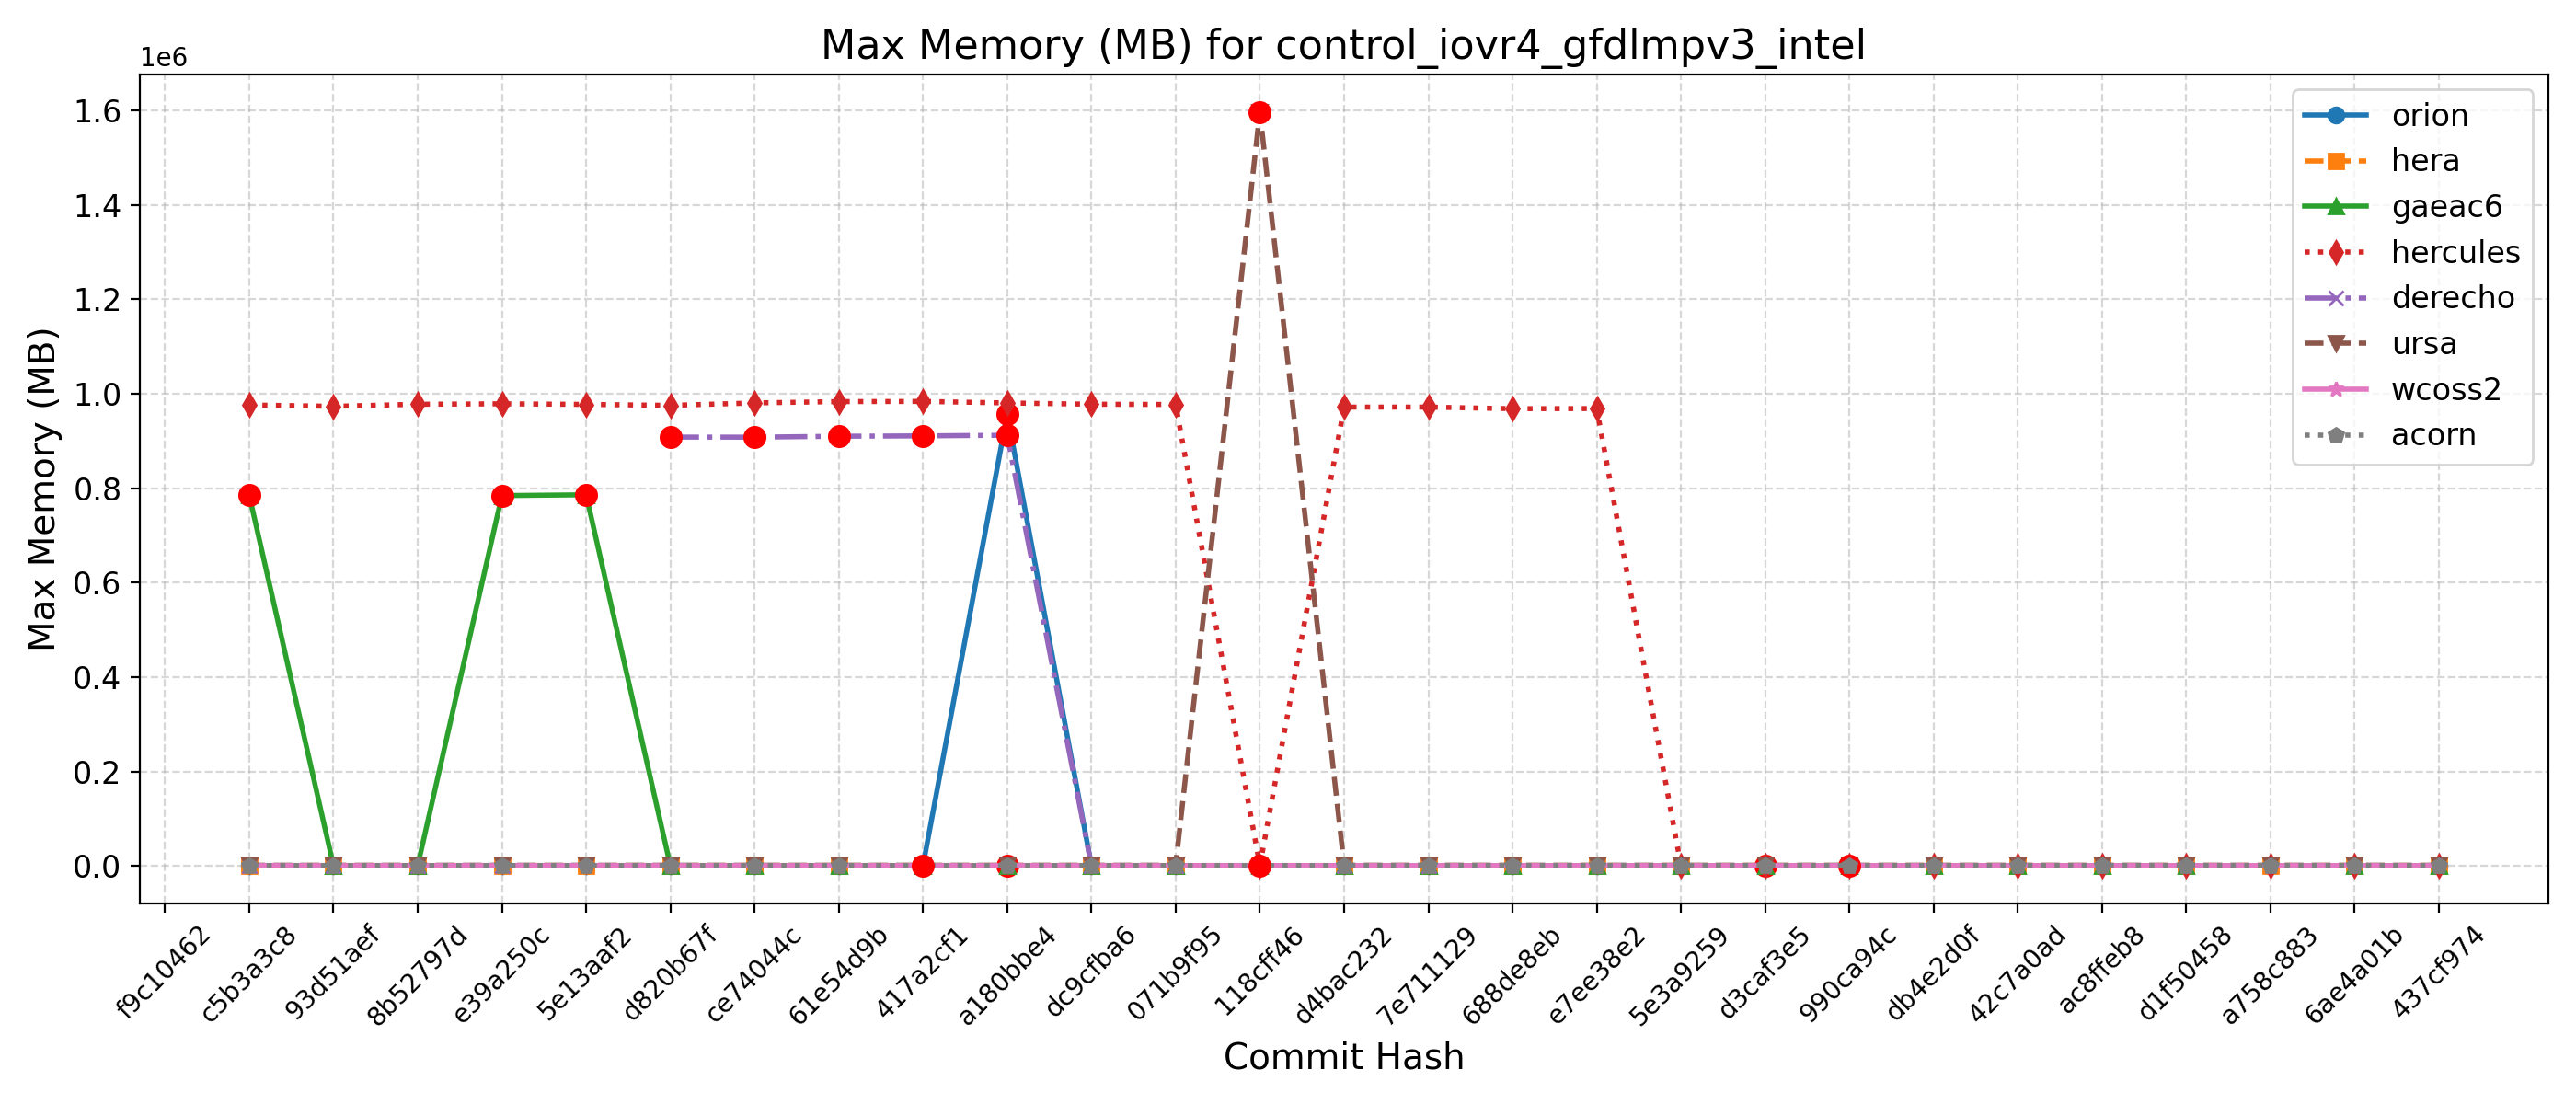 Max Memory (MB) for control_iovr4_gfdlmpv3_intel
1e6
1.6
1.4
1.2
1.0
0.8
0.6
0.4
0.2
0.0
Max Memory (MB)
orion
hera
gaeac6
hercules
derecho
ursa
wcoss2
acorn
f9c10462
c5b3a3c8
93d51aef
8b52797d
e39a250c
5e13aaf2
d820b67f
ce74044c
61e54d9b
417a2cf1
a180bbe4
dc9cfba6
071b9f95
118cff46
d4bac232
7e711129
688de8eb
e7ee38e2
5e3a9259
d3caf3e5
990ca94c
db4e2d0f
42c7a0ad
ac8ffeb8
d1f50458
a758c883
6ae4a01b
437cf974
Commit Hash